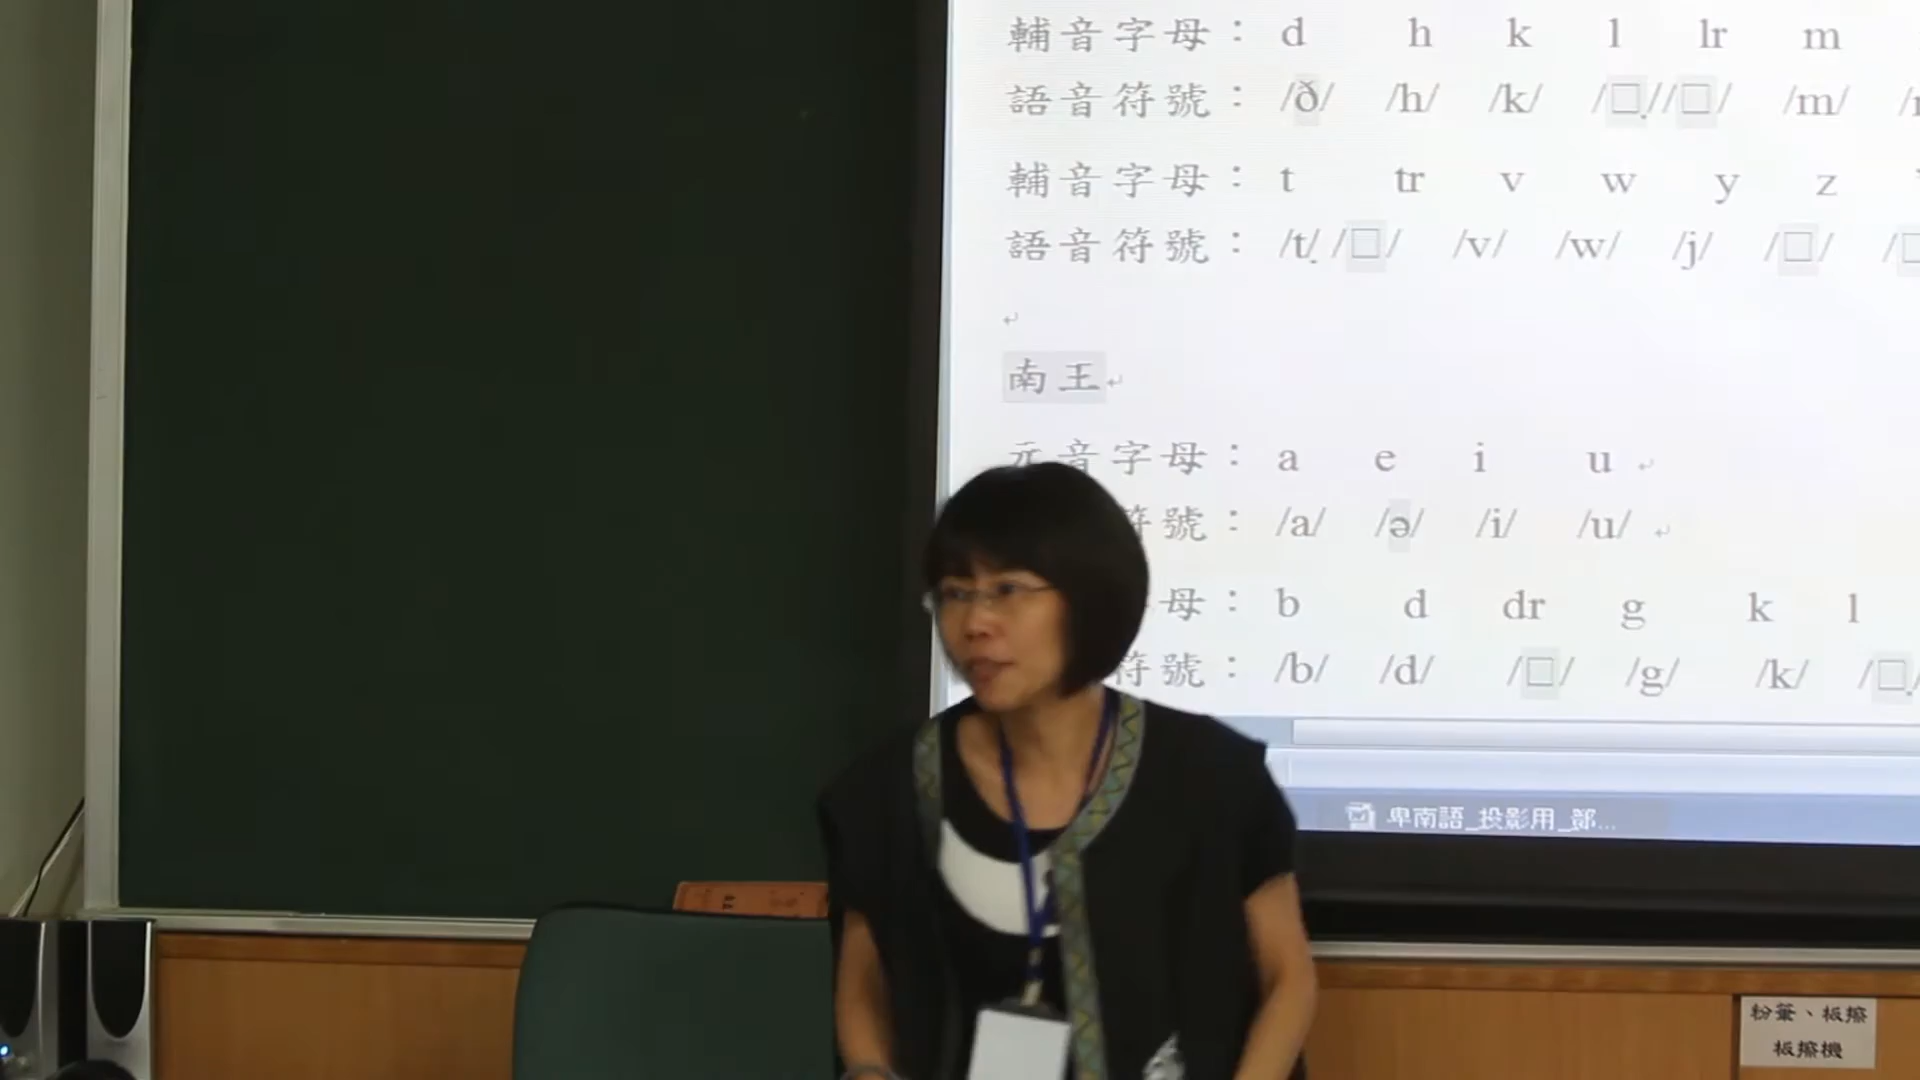 輔音字母： d h k l lr m
語音符號： /ð/ /h/ /k/ /□̣//□/ /m/
輔音字母： t tr v w y z
語音符號： /t/̣ /□/ /v/ /w/ /j/ /□/
南王
元音字母： a e i u
符號： /a/ /ə/ /i/ /u/
母： b d dr g k l
符號： /b/ /d/ /□/ /g/ /k/ /□̣/
卑南語_投影用_鄧...
粉筆、板擦
板擦機